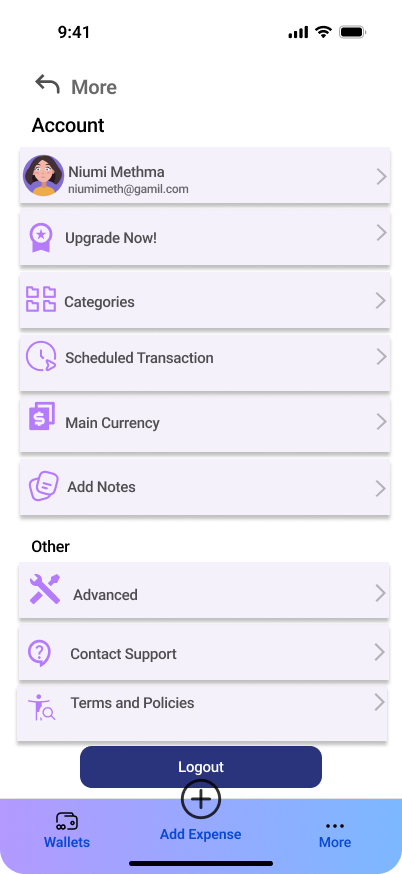 9:41
More
Account
Niumi Methma
niumimeth@gamil.com
Upgrade Now!
Categories
Scheduled Transaction
Main Currency
Add Notes
Other
Advanced
Contact Support
Terms and Policies
Logout
Wallets
Add Expense
More